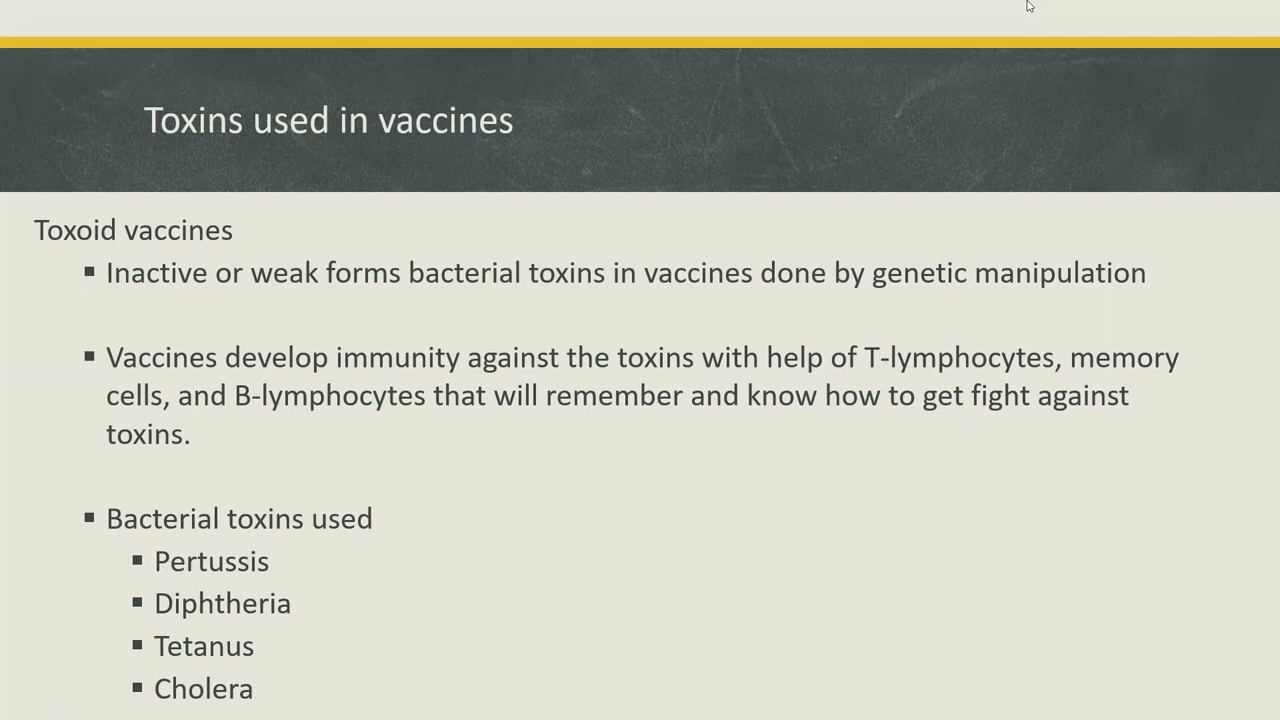 Toxins used in vaccines
Toxoid vaccines
▪ Inactive or weak forms bacterial toxins in vaccines done by genetic manipulation
▪ Vaccines develop immunity against the toxins with help of T-lymphocytes, memory
cells, and B-lymphocytes that will remember and know how to get fight against
toxins.
▪ Bacterial toxins used
▪ Pertussis
▪ Diphtheria
▪ Tetanus
▪ Cholera